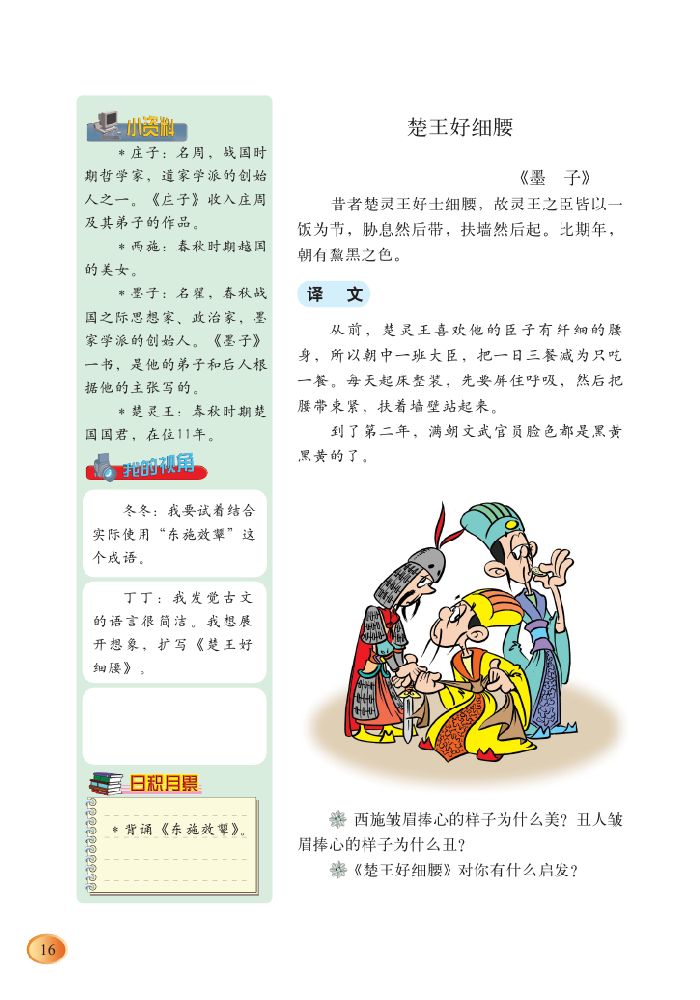 小资料
*庄子：名周，战国时
期哲学家，道家学派的创始
人之一。《庄子》收入庄周
及其弟子的作品。
*西施：春秋时期越国
的美女。
*墨子：名翟，春秋战
国之际思想家、政治家，墨
家学派的创始人。《墨子》
一书，是他的弟子和后人根
据他的主张写的。
*楚灵王：春秋时期楚
国国君，在位11年。
我的视角
冬冬：我要试着结合
实际使用“东施效颦”这
个成语。
丁丁：我发觉古文
的语言很简洁。我想展
开想象，扩写《楚王好
细腰》。
日积月累
*背诵《东施效颦》。
楚王好细腰
《墨　子》
昔者楚灵王好士细腰，故灵王之臣皆以一
饭为节，胁息然后带，扶墙然后起。比期年，
朝有黧黑之色。
译　文
从前，楚灵王喜欢他的臣子有纤细的腰
身，所以朝中一班大臣，把一日三餐减为只吃
一餐。每天起床整装，先要屏住呼吸，然后把
腰带束紧，扶着墙壁站起来。
到了第二年，满朝文武官员脸色都是黑黄
黑黄的了。
西施皱眉捧心的样子为什么美？丑人皱
眉捧心的样子为什么丑？
《楚王好细腰》对你有什么启发？
16